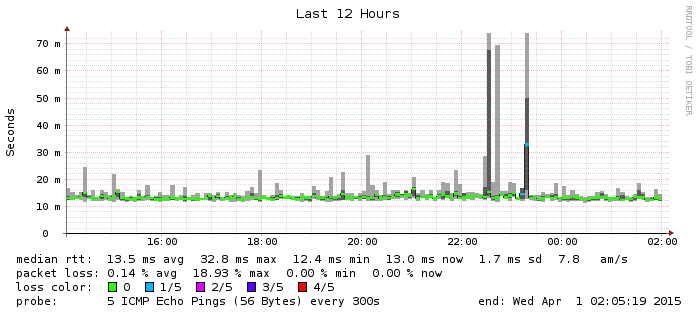 Last 12 Hours
RRDTOOL / TOBI OETIKER
Seconds
70 m
60 m
50 m
40 m
30 m
20 m
10 m
0
16:00 18:00 20:00 22:00 00:00 02:00
median rtt: 13.5 ms avg 32.8 ms max 12.4 ms min 13.0 ms now 1.7 ms sd 7.8 am/s
packet loss: 0.14 % avg 18.93 % max 0.00 % min 0.00 % now
loss color: 0 1/5 2/5 3/5 4/5
probe: 5 ICMP Echo Pings (56 Bytes) every 300s end: Wed Apr 1 02:05:19 2015